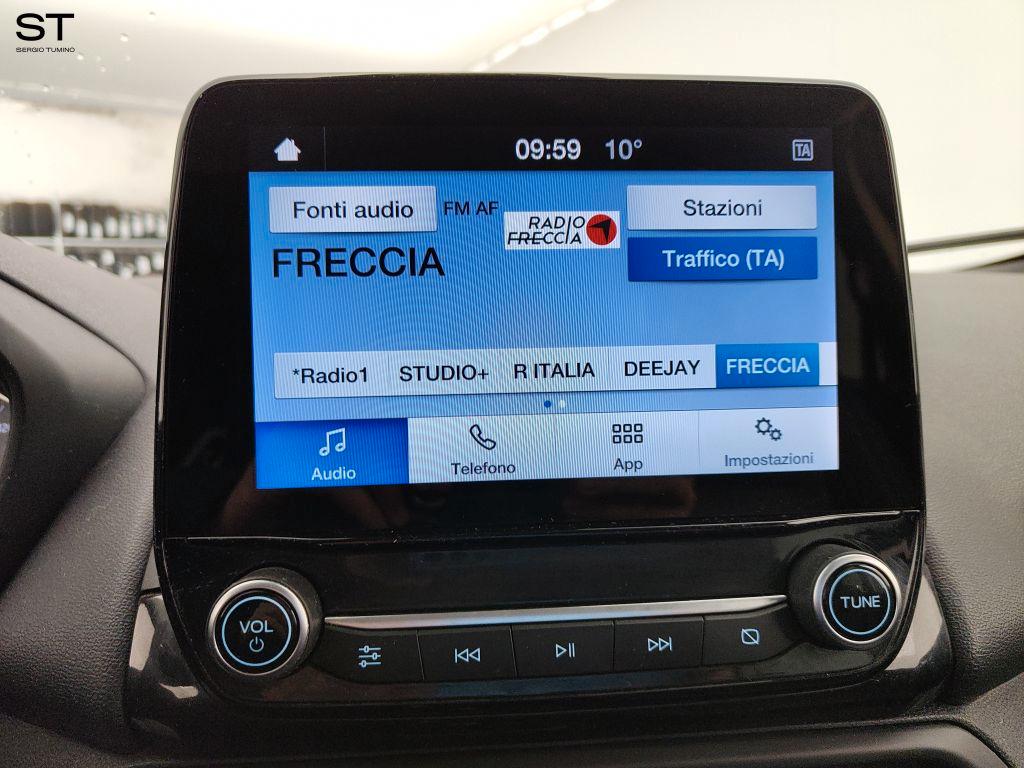 ST
SERGIO TUMINO
09:59 10° TA
Fonti audio FM AF Stazioni
RADIO
FRECCIA
FRECCIA
Traffico (TA)
*Radio1 STUDIO+ R ITALIA DEEJAY FRECCIA
Audio Telefono App Impostazioni
VOL TUNE